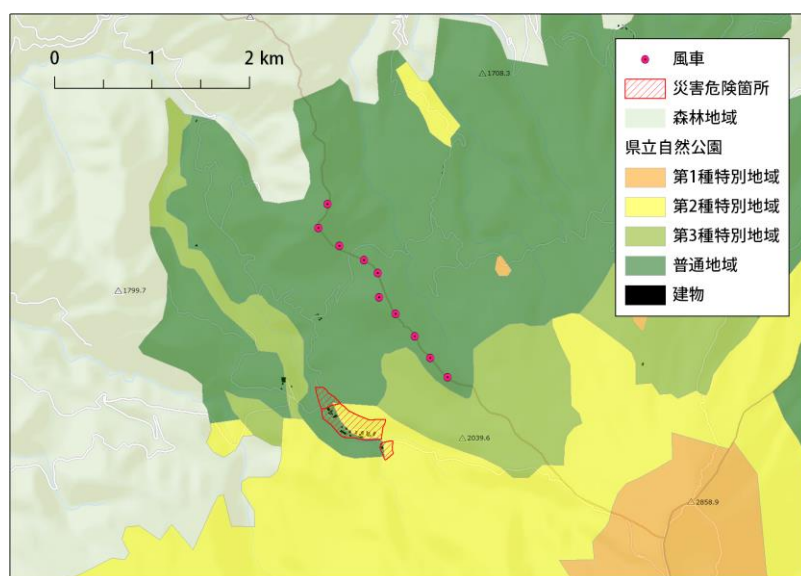 0 1 2 km
△1708.3
△1799.7
△2039.6
△2858.9
風車
災害危険箇所
森林地域
県立自然公園
第1種特別地域
第2種特別地域
第3種特別地域
普通地域
建物